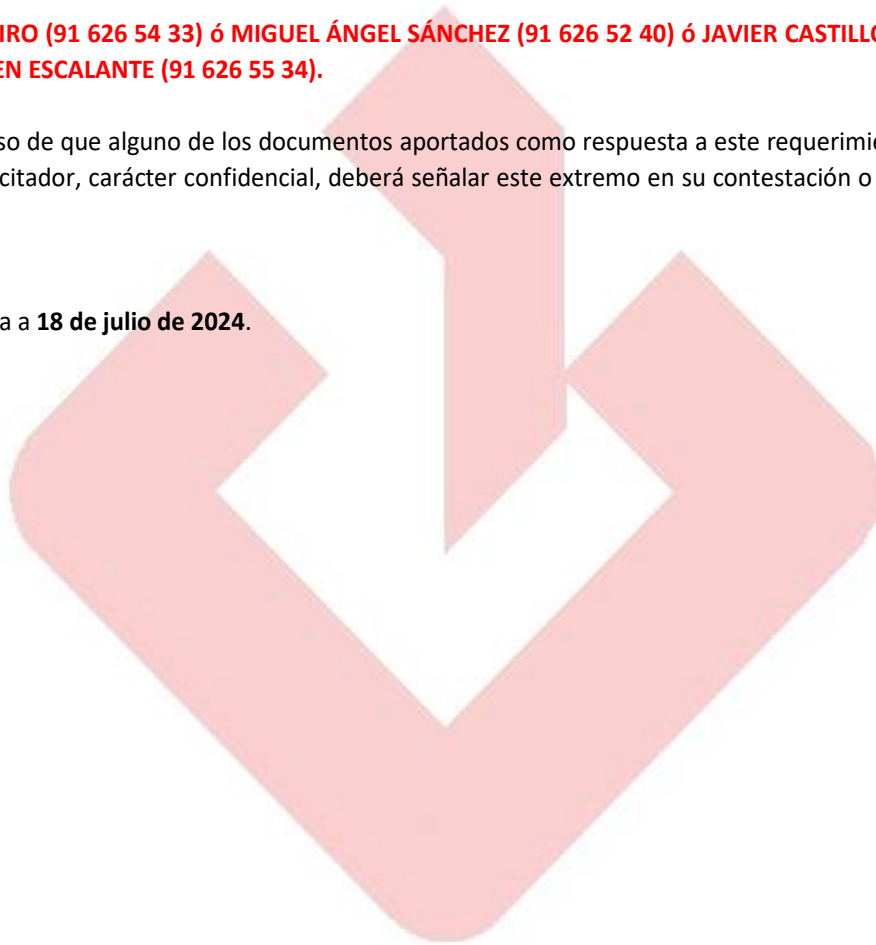 IRO (91 626 54 33) ó MIGUEL ÁNGEL SÁNCHEZ (91 626 52 40) ó JAVIER CASTILLO
EN ESCALANTE (91 626 55 34).
so de que alguno de los documentos aportados como respuesta a este requerimie
citador, carácter confidencial, deberá señalar este extremo en su contestación o
a a 18 de julio de 2024.